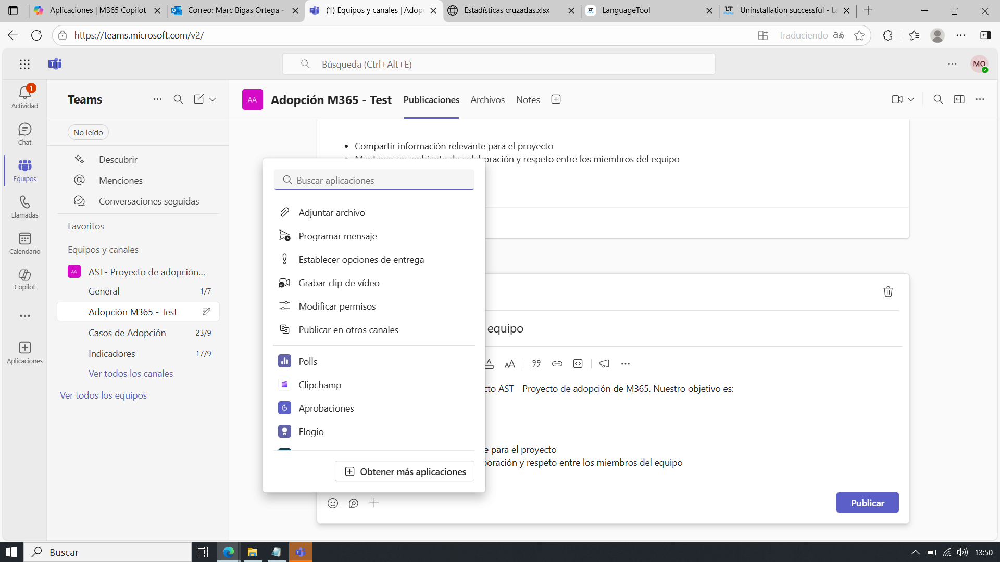 Aplicaciones | M365 Copilot
Correo: Marc Bigas Ortega -
(1) Equipos y canales | Adop
Estadísticas cruzadas.xlsx
LanguageTool
Uninstallation successful - La
https://teams.microsoft.com/v2/
Traduciendo
Búsqueda (Ctrl+Alt+E)
MO
1
Actividad
Chat
Equipos
Llamadas
Calendario
Copilot
Aplicaciones
Teams
No leído
Descubrir
Menciones
Conversaciones seguidas
Favoritos
Equipos y canales
AA
AST- Proyecto de adopción...
General 1/7
Adopción M365 - Test
Casos de Adopción 23/9
Indicadores 17/9
Ver todos los canales
Ver todos los equipos
AA
Adopción M365 - Test
Publicaciones
Archivos
Notes
Compartir información relevante para el proyecto
colaboración y respeto entre los miembros del equipo
Buscar aplicaciones
Adjuntar archivo
Programar mensaje
Establecer opciones de entrega
Grabar clip de vídeo
Modificar permisos
Publicar en otros canales
Polls
Clipchamp
Aprobaciones
Elogio
Obtener más aplicaciones
equipo
cto AST - Proyecto de adopción de M365. Nuestro objetivo es:
e para el proyecto
boración y respeto entre los miembros del equipo
Publicar
Buscar
13:50